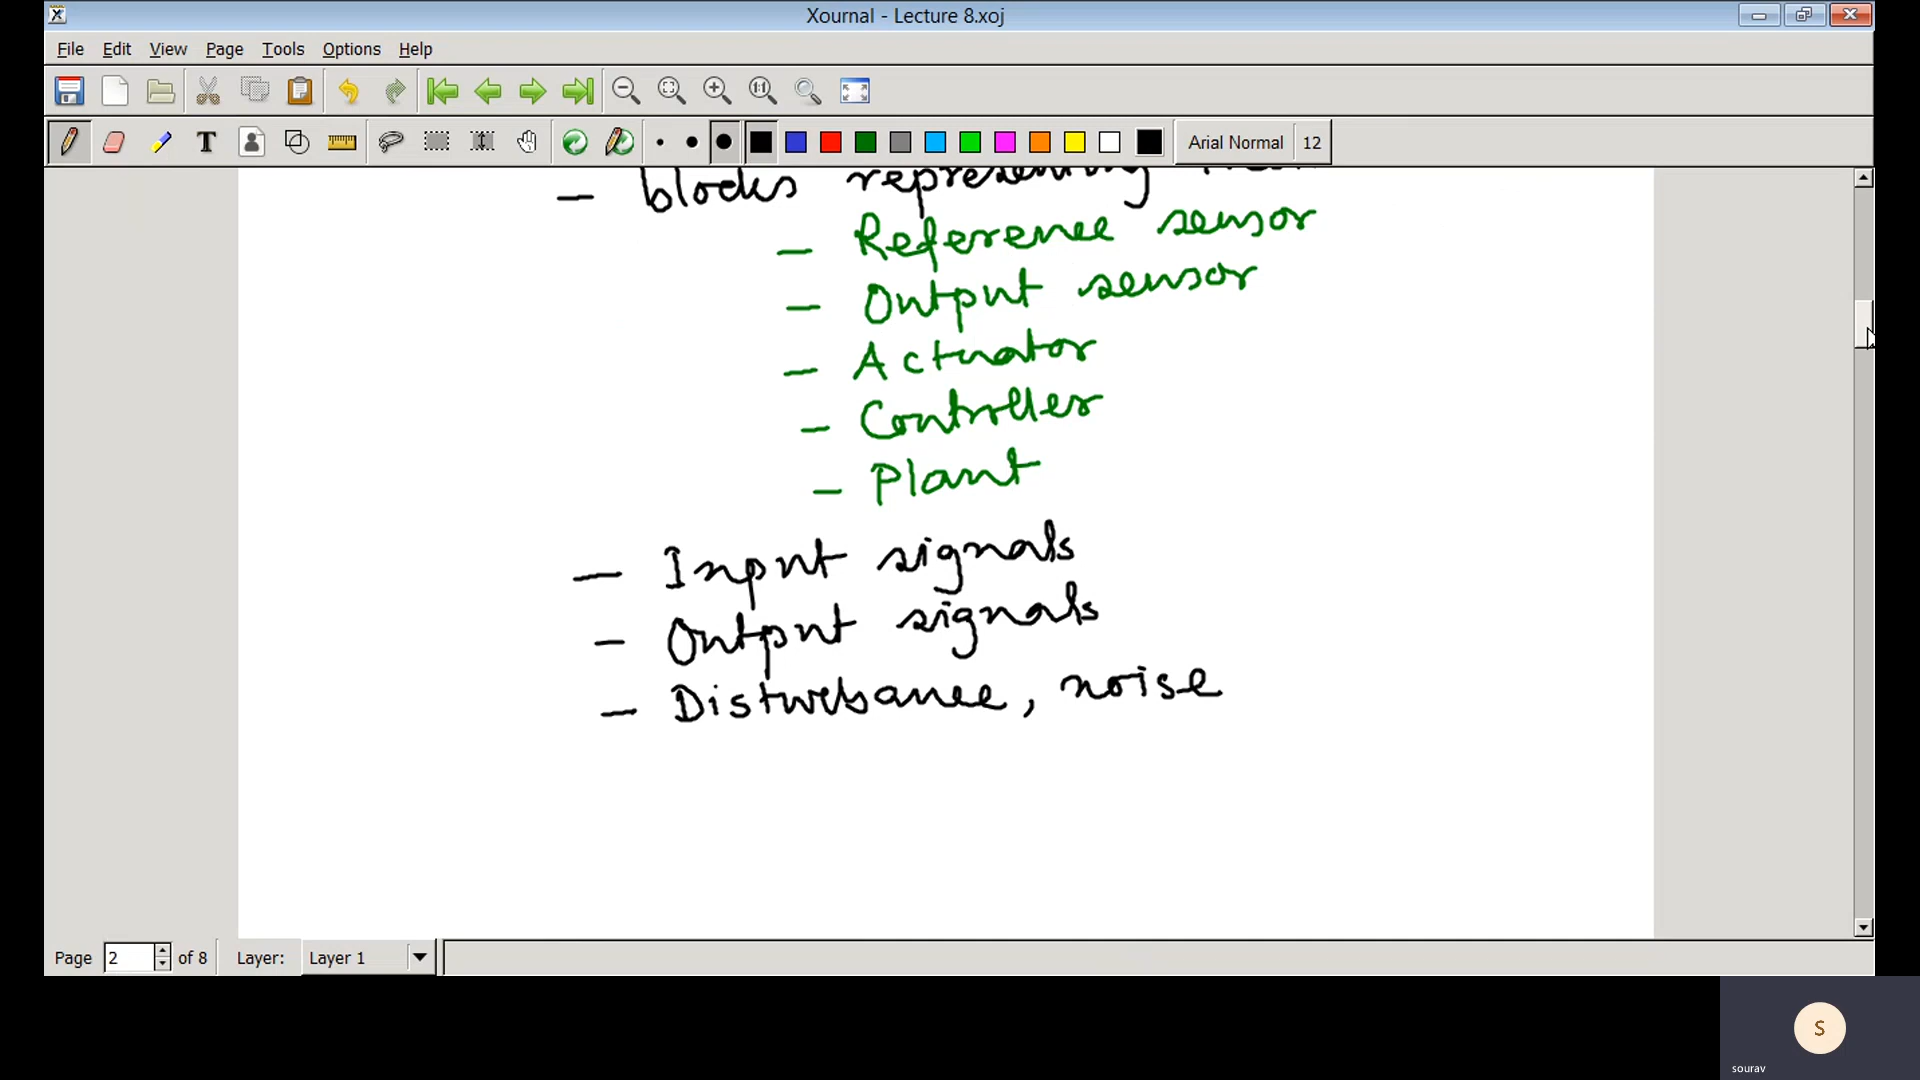 Xournal - Lecture 8.xoj
File Edit View Page Tools Options Help
Arial Normal 12
- blocks representing
- Reference sensor
- Output sensor
- Actuator
- Controller
- Plant
- Input signals
- Output signals
- Disturbance, noise
Page 2 of 8 Layer: Layer 1
S
sourav